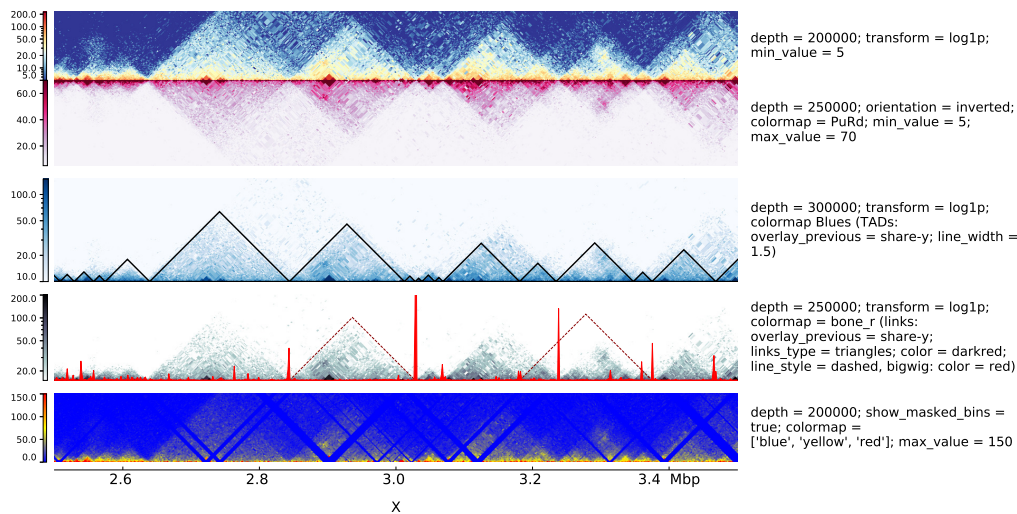 200.0
100.0
50.0
20.0
10.0
5.0
depth = 200000; transform = log1p;
min_value = 5
60.0
40.0
20.0
depth = 250000; orientation = inverted;
colormap = PuRd; min_value = 5;
max_value = 70
100.0
50.0
20.0
10.0
depth = 300000; transform = log1p;
colormap Blues (TADs:
overlay_previous = share-y; line_width =
1.5)
200.0
100.0
50.0
20.0
depth = 250000; transform = log1p;
colormap = bone_r (links:
overlay_previous = share-y;
links_type = triangles; color = darkred;
line_style = dashed, bigwig: color = red)
150.0
100.0
50.0
0.0
depth = 200000; show_masked_bins =
true; colormap =
['blue', 'yellow', 'red']; max_value = 150
2.6 2.8 3.0 3.2 3.4 Mbp
X